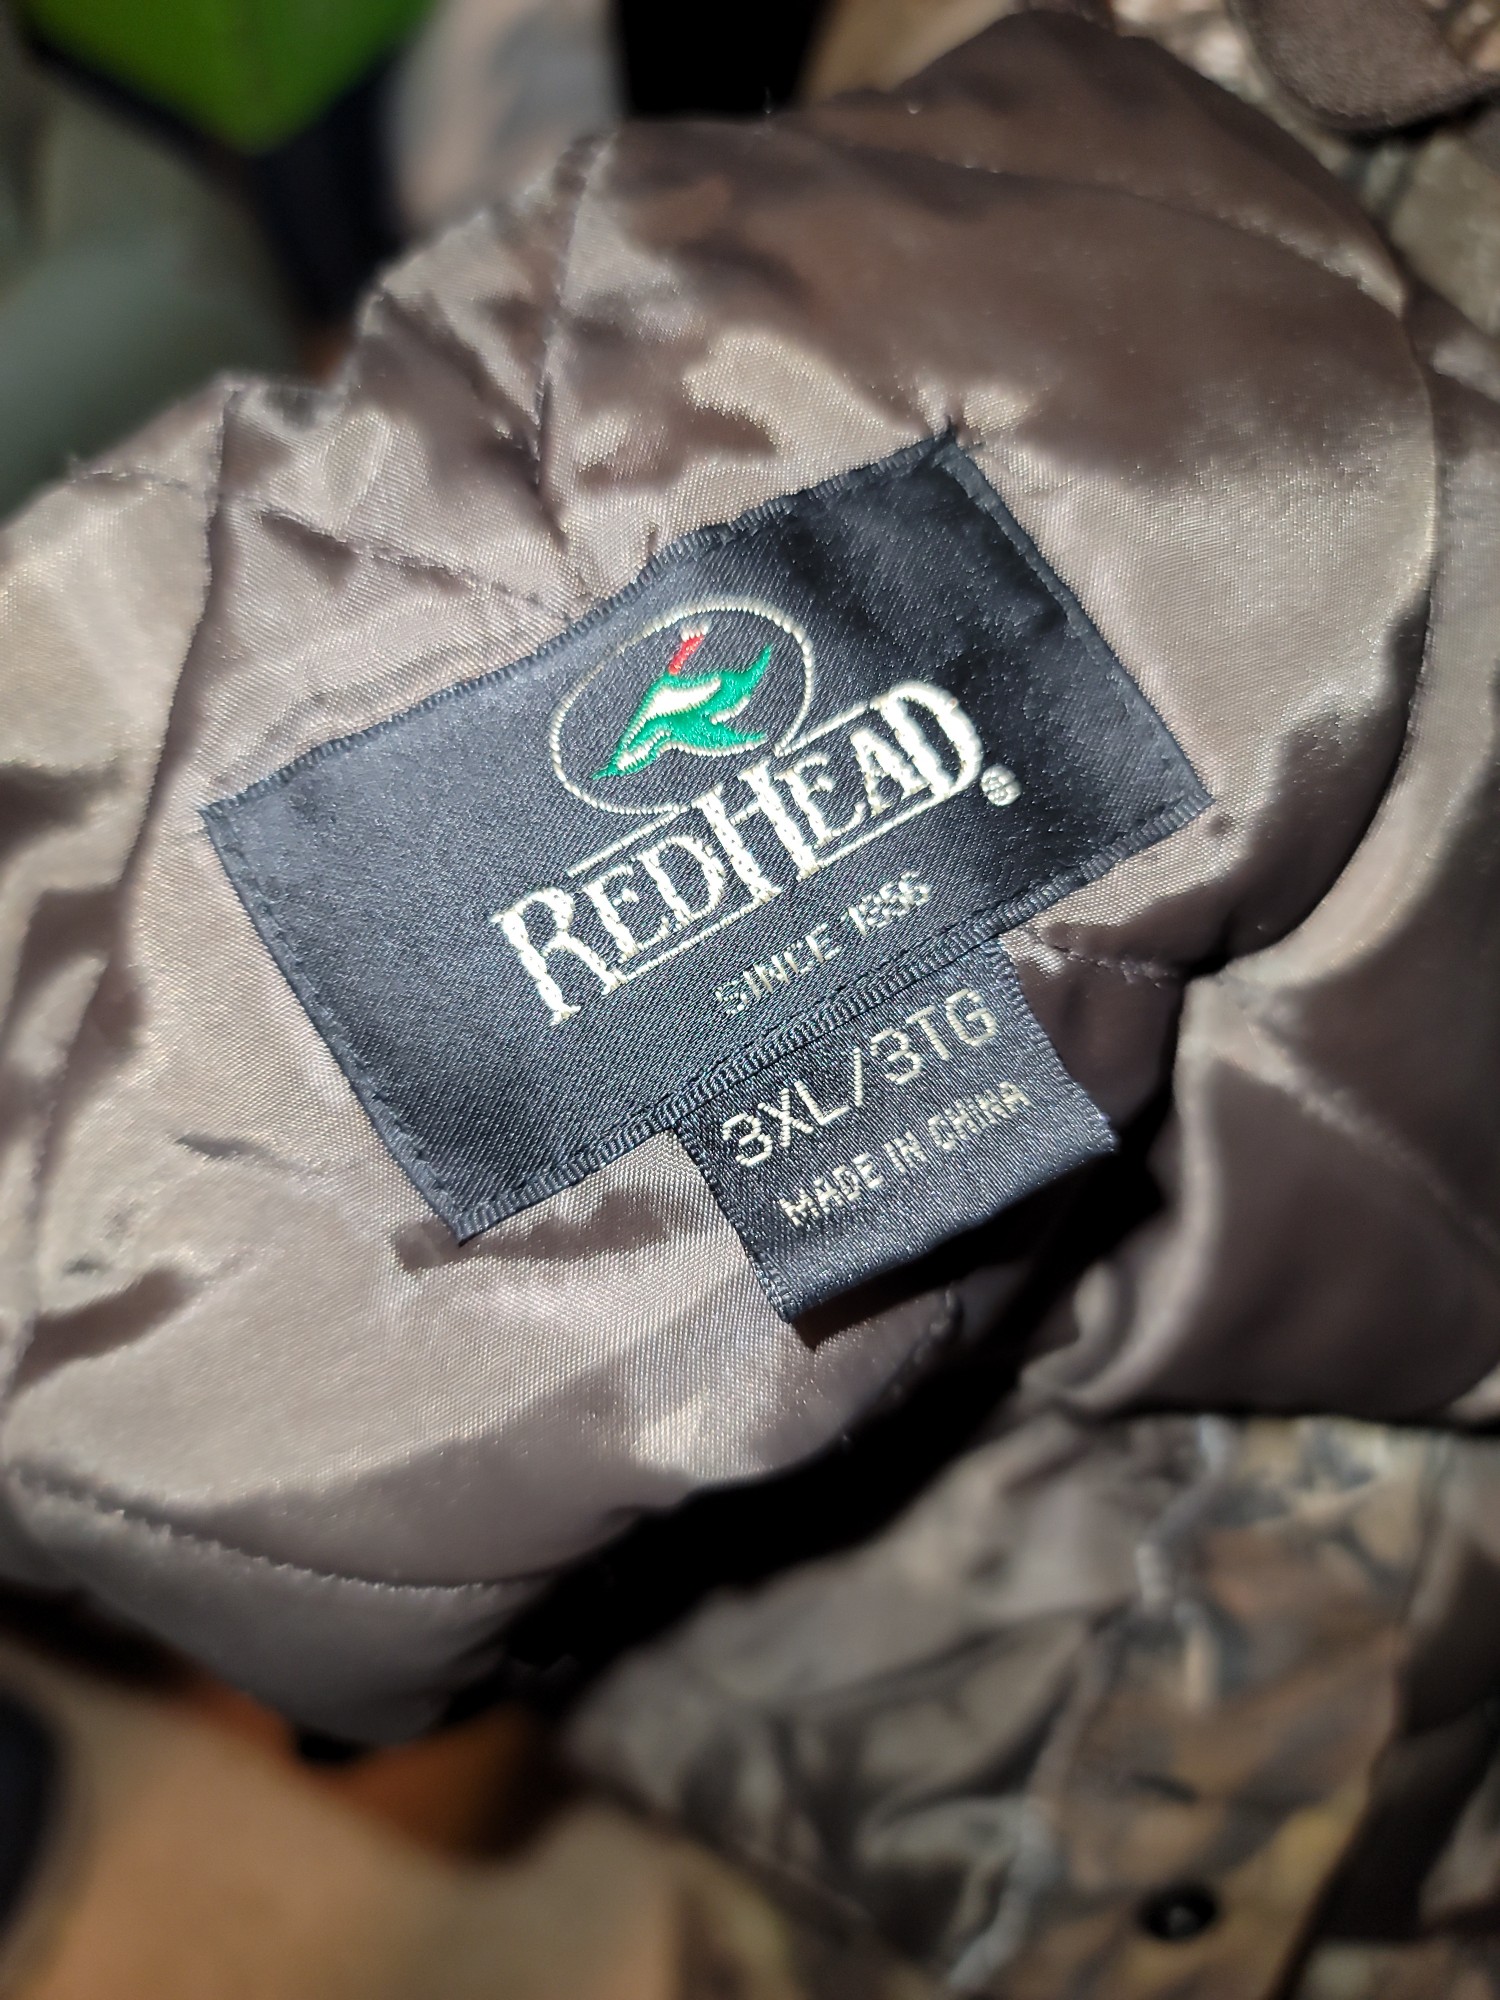 REDHEAD®
SINCE 1856
3XL/3TG
MADE IN CHINA